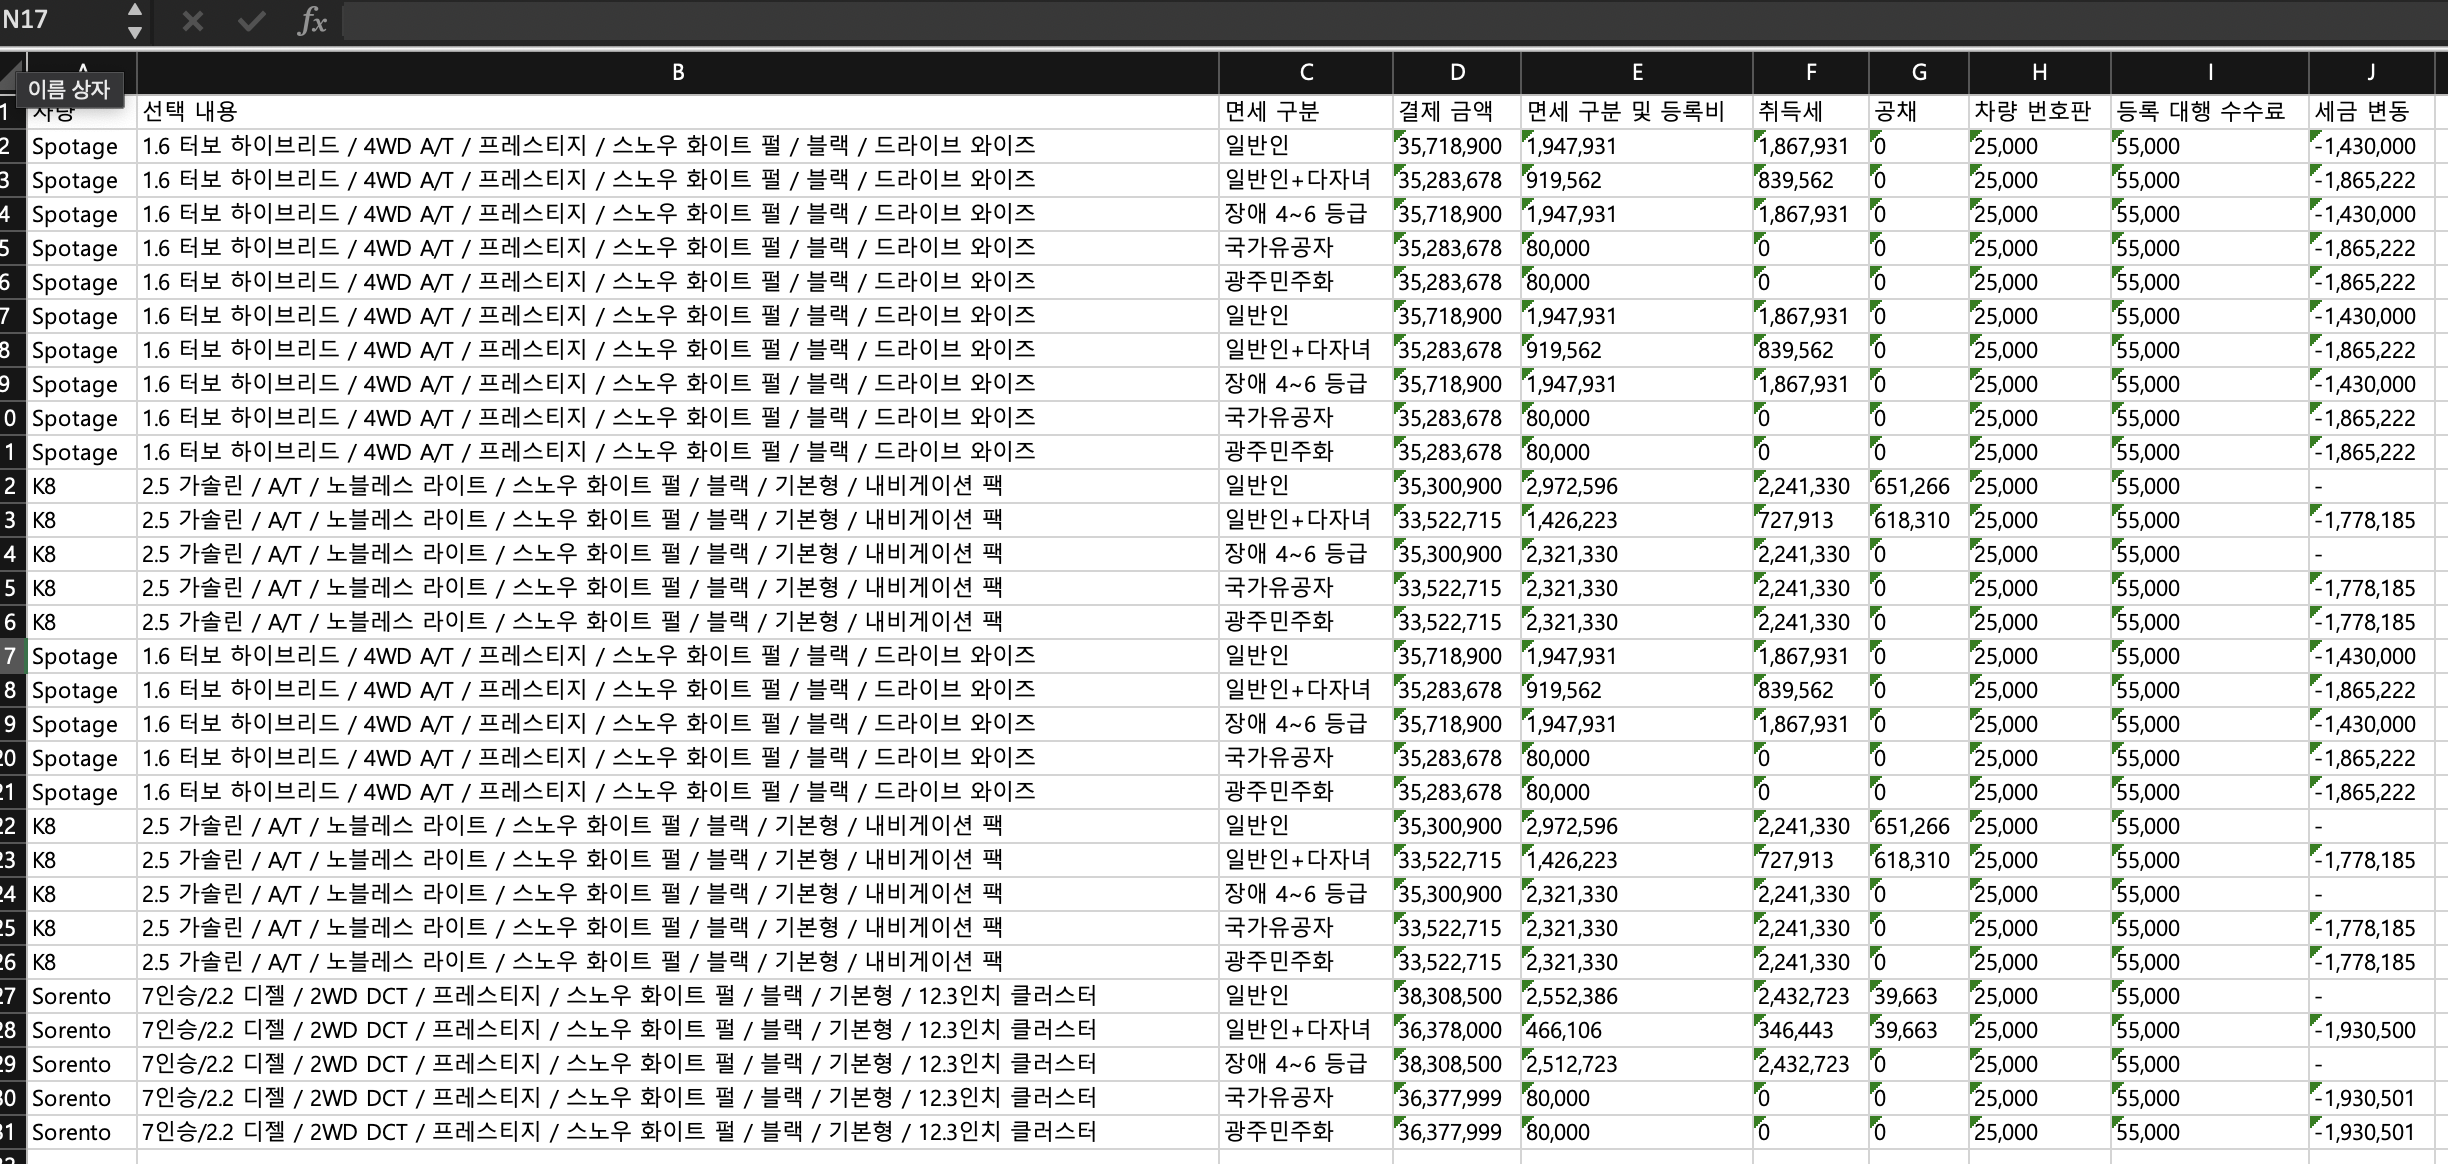 N17
fx
A B C D E F G H I J
이름 상자
1 차량 선택 내용 면세 구분 결제 금액 면세 구분 및 등록비 취득세 공채 차량 번호판 등록 대행 수수료 세금 변동
2 Spotage 1.6 터보 하이브리드 / 4WD A/T / 프레스티지 / 스노우 화이트 펄 / 블랙 / 드라이브 와이즈 일반인 35,718,900 1,947,931 1,867,931 0 25,000 55,000 -1,430,000
3 Spotage 1.6 터보 하이브리드 / 4WD A/T / 프레스티지 / 스노우 화이트 펄 / 블랙 / 드라이브 와이즈 일반인+다자녀 35,283,678 919,562 839,562 0 25,000 55,000 -1,865,222
4 Spotage 1.6 터보 하이브리드 / 4WD A/T / 프레스티지 / 스노우 화이트 펄 / 블랙 / 드라이브 와이즈 장애 4~6 등급 35,718,900 1,947,931 1,867,931 0 25,000 55,000 -1,430,000
5 Spotage 1.6 터보 하이브리드 / 4WD A/T / 프레스티지 / 스노우 화이트 펄 / 블랙 / 드라이브 와이즈 국가유공자 35,283,678 80,000 0 0 25,000 55,000 -1,865,222
6 Spotage 1.6 터보 하이브리드 / 4WD A/T / 프레스티지 / 스노우 화이트 펄 / 블랙 / 드라이브 와이즈 광주민주화 35,283,678 80,000 0 0 25,000 55,000 -1,865,222
7 Spotage 1.6 터보 하이브리드 / 4WD A/T / 프레스티지 / 스노우 화이트 펄 / 블랙 / 드라이브 와이즈 일반인 35,718,900 1,947,931 1,867,931 0 25,000 55,000 -1,430,000
8 Spotage 1.6 터보 하이브리드 / 4WD A/T / 프레스티지 / 스노우 화이트 펄 / 블랙 / 드라이브 와이즈 일반인+다자녀 35,283,678 919,562 839,562 0 25,000 55,000 -1,865,222
9 Spotage 1.6 터보 하이브리드 / 4WD A/T / 프레스티지 / 스노우 화이트 펄 / 블랙 / 드라이브 와이즈 장애 4~6 등급 35,718,900 1,947,931 1,867,931 0 25,000 55,000 -1,430,000
0 Spotage 1.6 터보 하이브리드 / 4WD A/T / 프레스티지 / 스노우 화이트 펄 / 블랙 / 드라이브 와이즈 국가유공자 35,283,678 80,000 0 0 25,000 55,000 -1,865,222
1 Spotage 1.6 터보 하이브리드 / 4WD A/T / 프레스티지 / 스노우 화이트 펄 / 블랙 / 드라이브 와이즈 광주민주화 35,283,678 80,000 0 0 25,000 55,000 -1,865,222
2 K8 2.5 가솔린 / A/T / 노블레스 라이트 / 스노우 화이트 펄 / 블랙 / 기본형 / 내비게이션 팩 일반인 35,300,900 2,972,596 2,241,330 651,266 25,000 55,000 -
3 K8 2.5 가솔린 / A/T / 노블레스 라이트 / 스노우 화이트 펄 / 블랙 / 기본형 / 내비게이션 팩 일반인+다자녀 33,522,715 1,426,223 727,913 618,310 25,000 55,000 -1,778,185
4 K8 2.5 가솔린 / A/T / 노블레스 라이트 / 스노우 화이트 펄 / 블랙 / 기본형 / 내비게이션 팩 장애 4~6 등급 35,300,900 2,321,330 2,241,330 0 25,000 55,000 -
5 K8 2.5 가솔린 / A/T / 노블레스 라이트 / 스노우 화이트 펄 / 블랙 / 기본형 / 내비게이션 팩 국가유공자 33,522,715 2,321,330 2,241,330 0 25,000 55,000 -1,778,185
6 K8 2.5 가솔린 / A/T / 노블레스 라이트 / 스노우 화이트 펄 / 블랙 / 기본형 / 내비게이션 팩 광주민주화 33,522,715 2,321,330 2,241,330 0 25,000 55,000 -1,778,185
7 Spotage 1.6 터보 하이브리드 / 4WD A/T / 프레스티지 / 스노우 화이트 펄 / 블랙 / 드라이브 와이즈 일반인 35,718,900 1,947,931 1,867,931 0 25,000 55,000 -1,430,000
8 Spotage 1.6 터보 하이브리드 / 4WD A/T / 프레스티지 / 스노우 화이트 펄 / 블랙 / 드라이브 와이즈 일반인+다자녀 35,283,678 919,562 839,562 0 25,000 55,000 -1,865,222
9 Spotage 1.6 터보 하이브리드 / 4WD A/T / 프레스티지 / 스노우 화이트 펄 / 블랙 / 드라이브 와이즈 장애 4~6 등급 35,718,900 1,947,931 1,867,931 0 25,000 55,000 -1,430,000
20 Spotage 1.6 터보 하이브리드 / 4WD A/T / 프레스티지 / 스노우 화이트 펄 / 블랙 / 드라이브 와이즈 국가유공자 35,283,678 80,000 0 0 25,000 55,000 -1,865,222
21 Spotage 1.6 터보 하이브리드 / 4WD A/T / 프레스티지 / 스노우 화이트 펄 / 블랙 / 드라이브 와이즈 광주민주화 35,283,678 80,000 0 0 25,000 55,000 -1,865,222
22 K8 2.5 가솔린 / A/T / 노블레스 라이트 / 스노우 화이트 펄 / 블랙 / 기본형 / 내비게이션 팩 일반인 35,300,900 2,972,596 2,241,330 651,266 25,000 55,000 -
23 K8 2.5 가솔린 / A/T / 노블레스 라이트 / 스노우 화이트 펄 / 블랙 / 기본형 / 내비게이션 팩 일반인+다자녀 33,522,715 1,426,223 727,913 618,310 25,000 55,000 -1,778,185
24 K8 2.5 가솔린 / A/T / 노블레스 라이트 / 스노우 화이트 펄 / 블랙 / 기본형 / 내비게이션 팩 장애 4~6 등급 35,300,900 2,321,330 2,241,330 0 25,000 55,000 -
25 K8 2.5 가솔린 / A/T / 노블레스 라이트 / 스노우 화이트 펄 / 블랙 / 기본형 / 내비게이션 팩 국가유공자 33,522,715 2,321,330 2,241,330 0 25,000 55,000 -1,778,185
26 K8 2.5 가솔린 / A/T / 노블레스 라이트 / 스노우 화이트 펄 / 블랙 / 기본형 / 내비게이션 팩 광주민주화 33,522,715 2,321,330 2,241,330 0 25,000 55,000 -1,778,185
27 Sorento 7인승/2.2 디젤 / 2WD DCT / 프레스티지 / 스노우 화이트 펄 / 블랙 / 기본형 / 12.3인치 클러스터 일반인 38,308,500 2,552,386 2,432,723 39,663 25,000 55,000 -
28 Sorento 7인승/2.2 디젤 / 2WD DCT / 프레스티지 / 스노우 화이트 펄 / 블랙 / 기본형 / 12.3인치 클러스터 일반인+다자녀 36,378,000 466,106 346,443 39,663 25,000 55,000 -1,930,500
29 Sorento 7인승/2.2 디젤 / 2WD DCT / 프레스티지 / 스노우 화이트 펄 / 블랙 / 기본형 / 12.3인치 클러스터 장애 4~6 등급 38,308,500 2,512,723 2,432,723 0 25,000 55,000 -
30 Sorento 7인승/2.2 디젤 / 2WD DCT / 프레스티지 / 스노우 화이트 펄 / 블랙 / 기본형 / 12.3인치 클러스터 국가유공자 36,377,999 80,000 0 0 25,000 55,000 -1,930,501
31 Sorento 7인승/2.2 디젤 / 2WD DCT / 프레스티지 / 스노우 화이트 펄 / 블랙 / 기본형 / 12.3인치 클러스터 광주민주화 36,377,999 80,000 0 0 25,000 55,000 -1,930,501